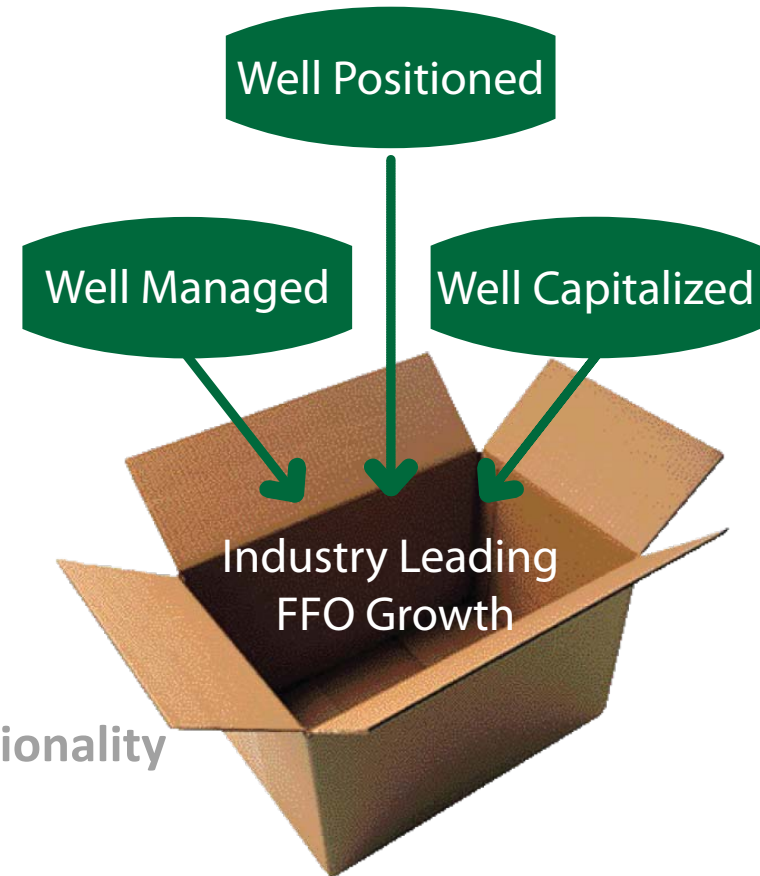 Well Positioned
Well Managed
Well Capitalized
Industry Leading
FFO Growth
ionality